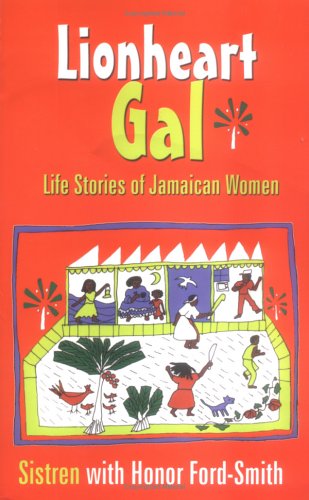 Lionheart
Gal
Life Stories of Jamaican Women
Sistren with Honor Ford-Smith